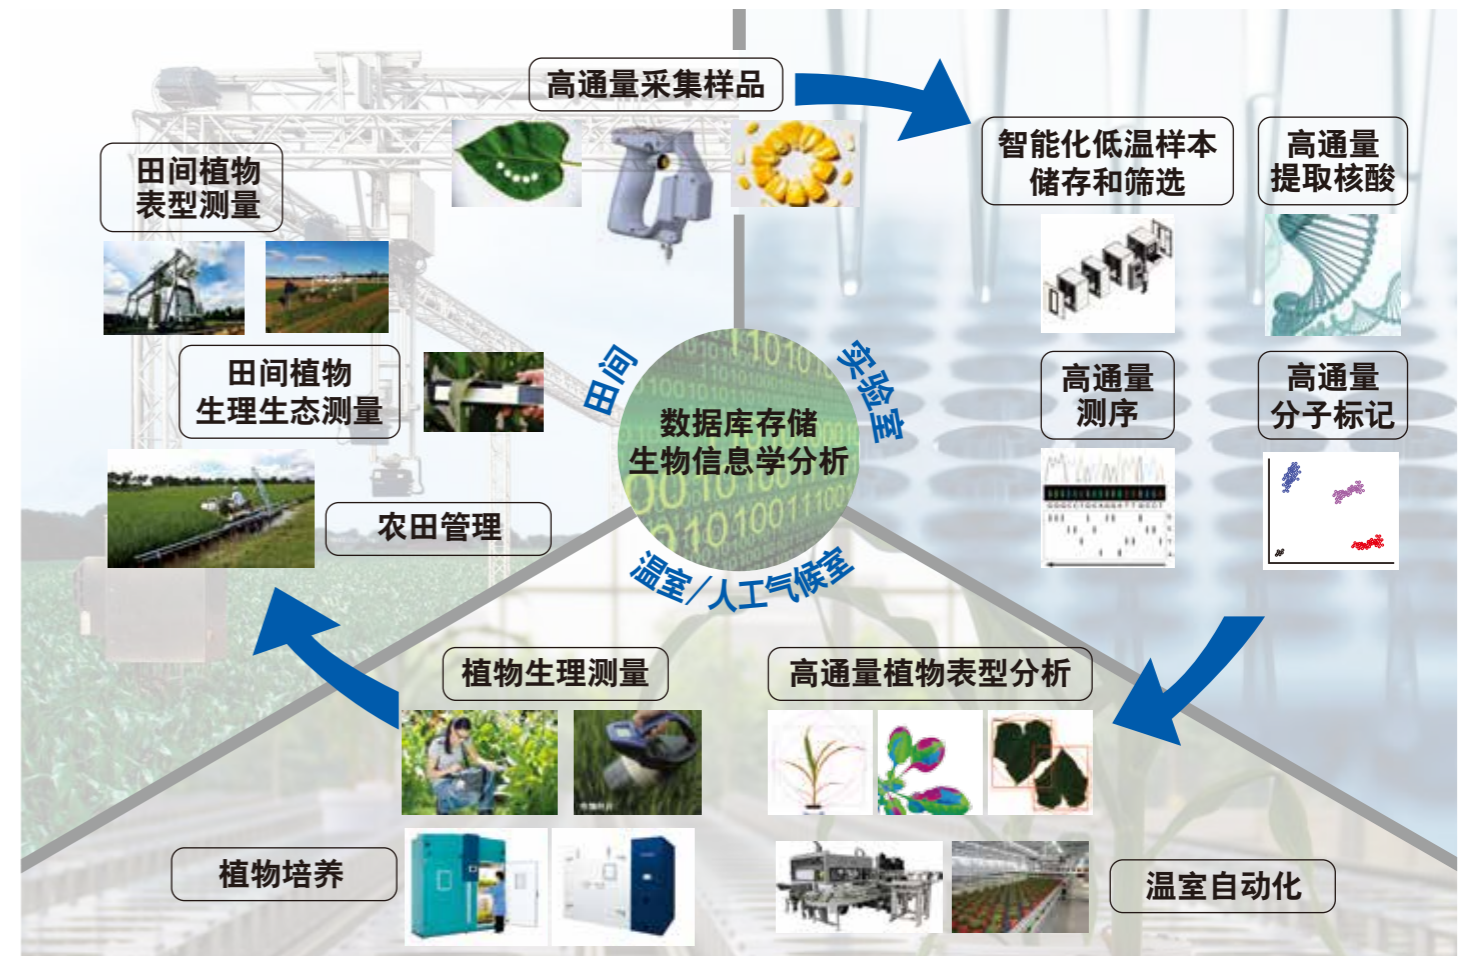 高通量采集样品
田间植物
表型测量
智能化低温样本
储存和筛选
高通量
提取核酸
田间植物
生理生态测量
高通量
测序
高通量
分子标记
农田管理
田间
实验室
温室/人工气候室
数据库存储
生物信息学分析
植物生理测量
高通量植物表型分析
植物培养
温室自动化